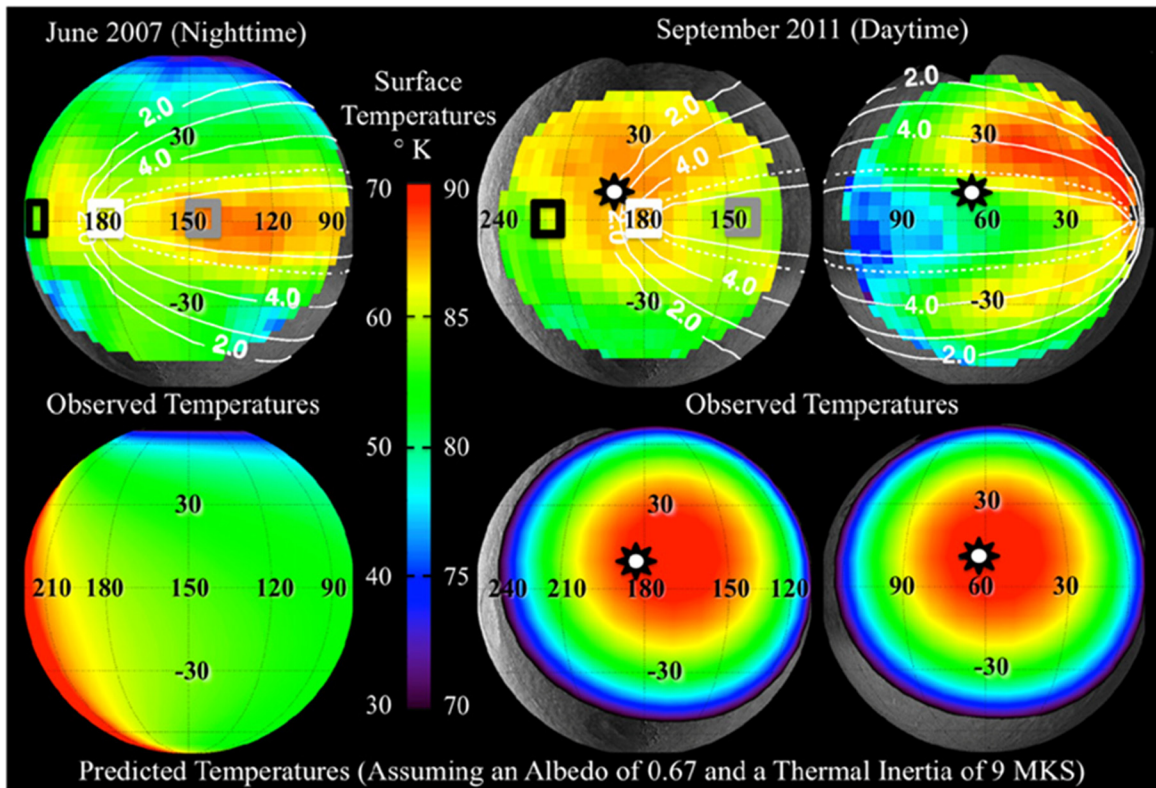 June 2007 (Nighttime)
September 2011 (Daytime)
Surface
Temperatures
° K
70 90
60 85
50 80
40 75
30 70
2.0
30
4.0
180 150 120 90
-30
4.0
2.0
2.0
30
4.0
240 180 150
-30
4.0
2.0
2.0
4.0
30
90 60 30
-30
4.0
2.0
Observed Temperatures
Observed Temperatures
30
210 180 150 120 90
-30
30
240 210 180 150 120
-30
30
90 60 30
-30
Predicted Temperatures (Assuming an Albedo of 0.67 and a Thermal Inertia of 9 MKS)